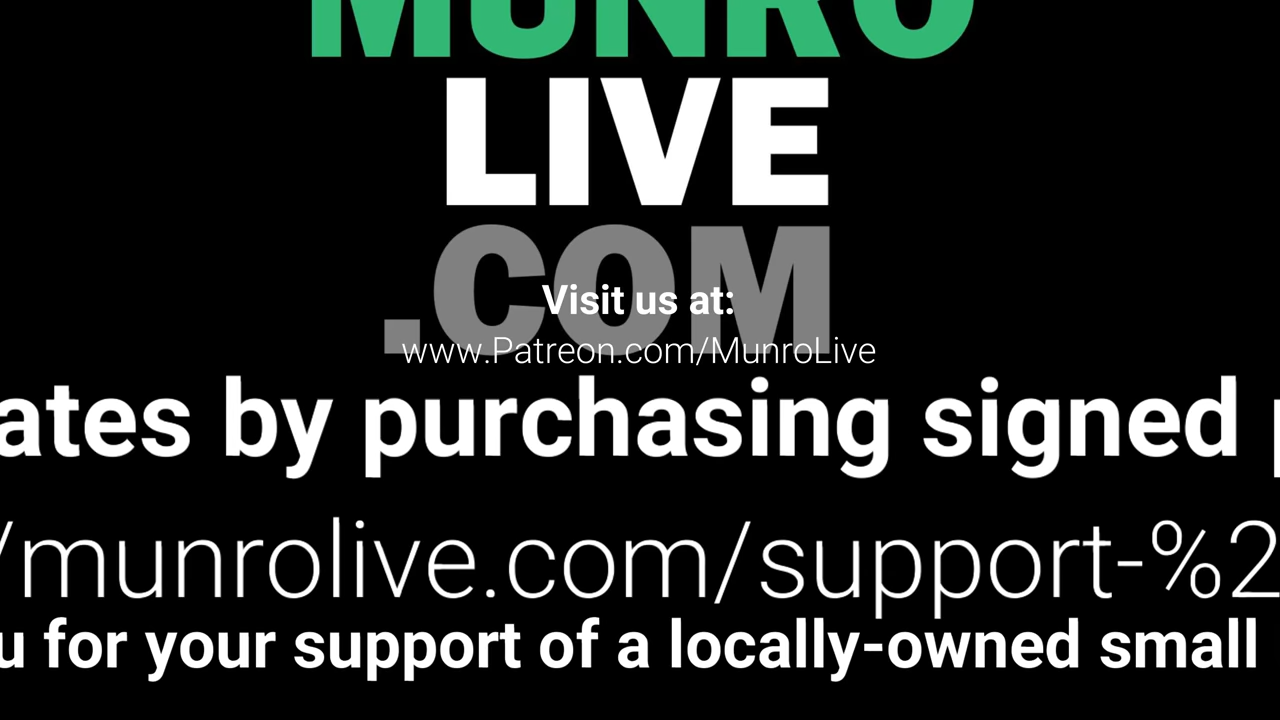 MUNRO
LIVE
.COM
Visit us at:
www.Patreon.com/MunroLive
ates by purchasing signed p
/munrolive.com/support-%2
u for your support of a locally-owned small